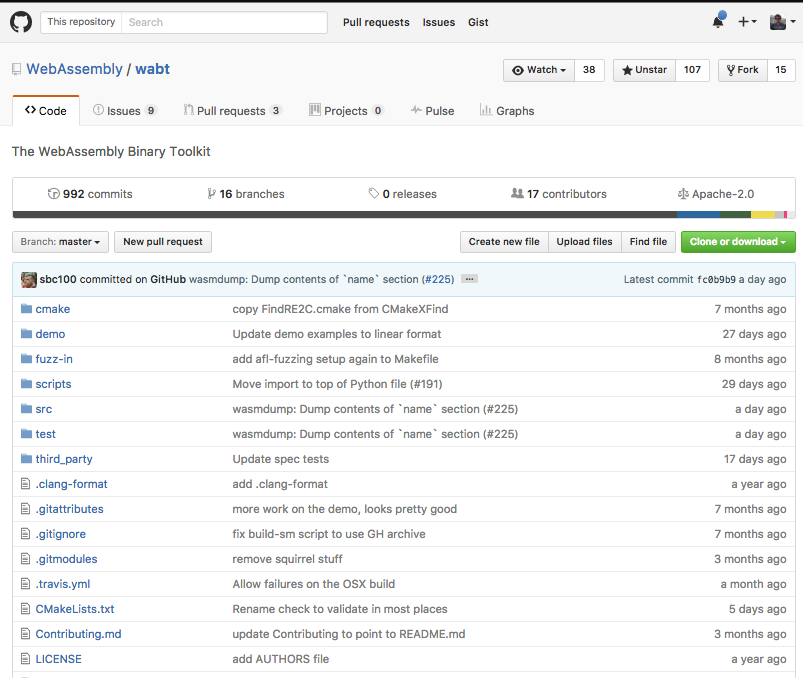 This repository Search Pull requests Issues Gist
WebAssembly / wabt Watch 38 Unstar 107 Fork 15
Code Issues 9 Pull requests 3 Projects 0 Pulse Graphs
The WebAssembly Binary Toolkit
992 commits 16 branches 0 releases 17 contributors Apache-2.0
Branch: master New pull request Create new file Upload files Find file Clone or download
sbc100 committed on GitHub wasmdump: Dump contents of `name` section (#225) … Latest commit fc0b9b9 a day ago
cmake copy FindRE2C.cmake from CMakeXFind 7 months ago
demo Update demo examples to linear format 27 days ago
fuzz-in add afl-fuzzing setup again to Makefile 8 months ago
scripts Move import to top of Python file (#191) 29 days ago
src wasmdump: Dump contents of `name` section (#225) a day ago
test wasmdump: Dump contents of `name` section (#225) a day ago
third_party Update spec tests 17 days ago
.clang-format add .clang-format a year ago
.gitattributes more work on the demo, looks pretty good 7 months ago
.gitignore fix build-sm script to use GH archive 7 months ago
.gitmodules remove squirrel stuff 3 months ago
.travis.yml Allow failures on the OSX build a month ago
CMakeLists.txt Rename check to validate in most places 5 days ago
Contributing.md update Contributing to point to README.md 3 months ago
LICENSE add AUTHORS file a year ago